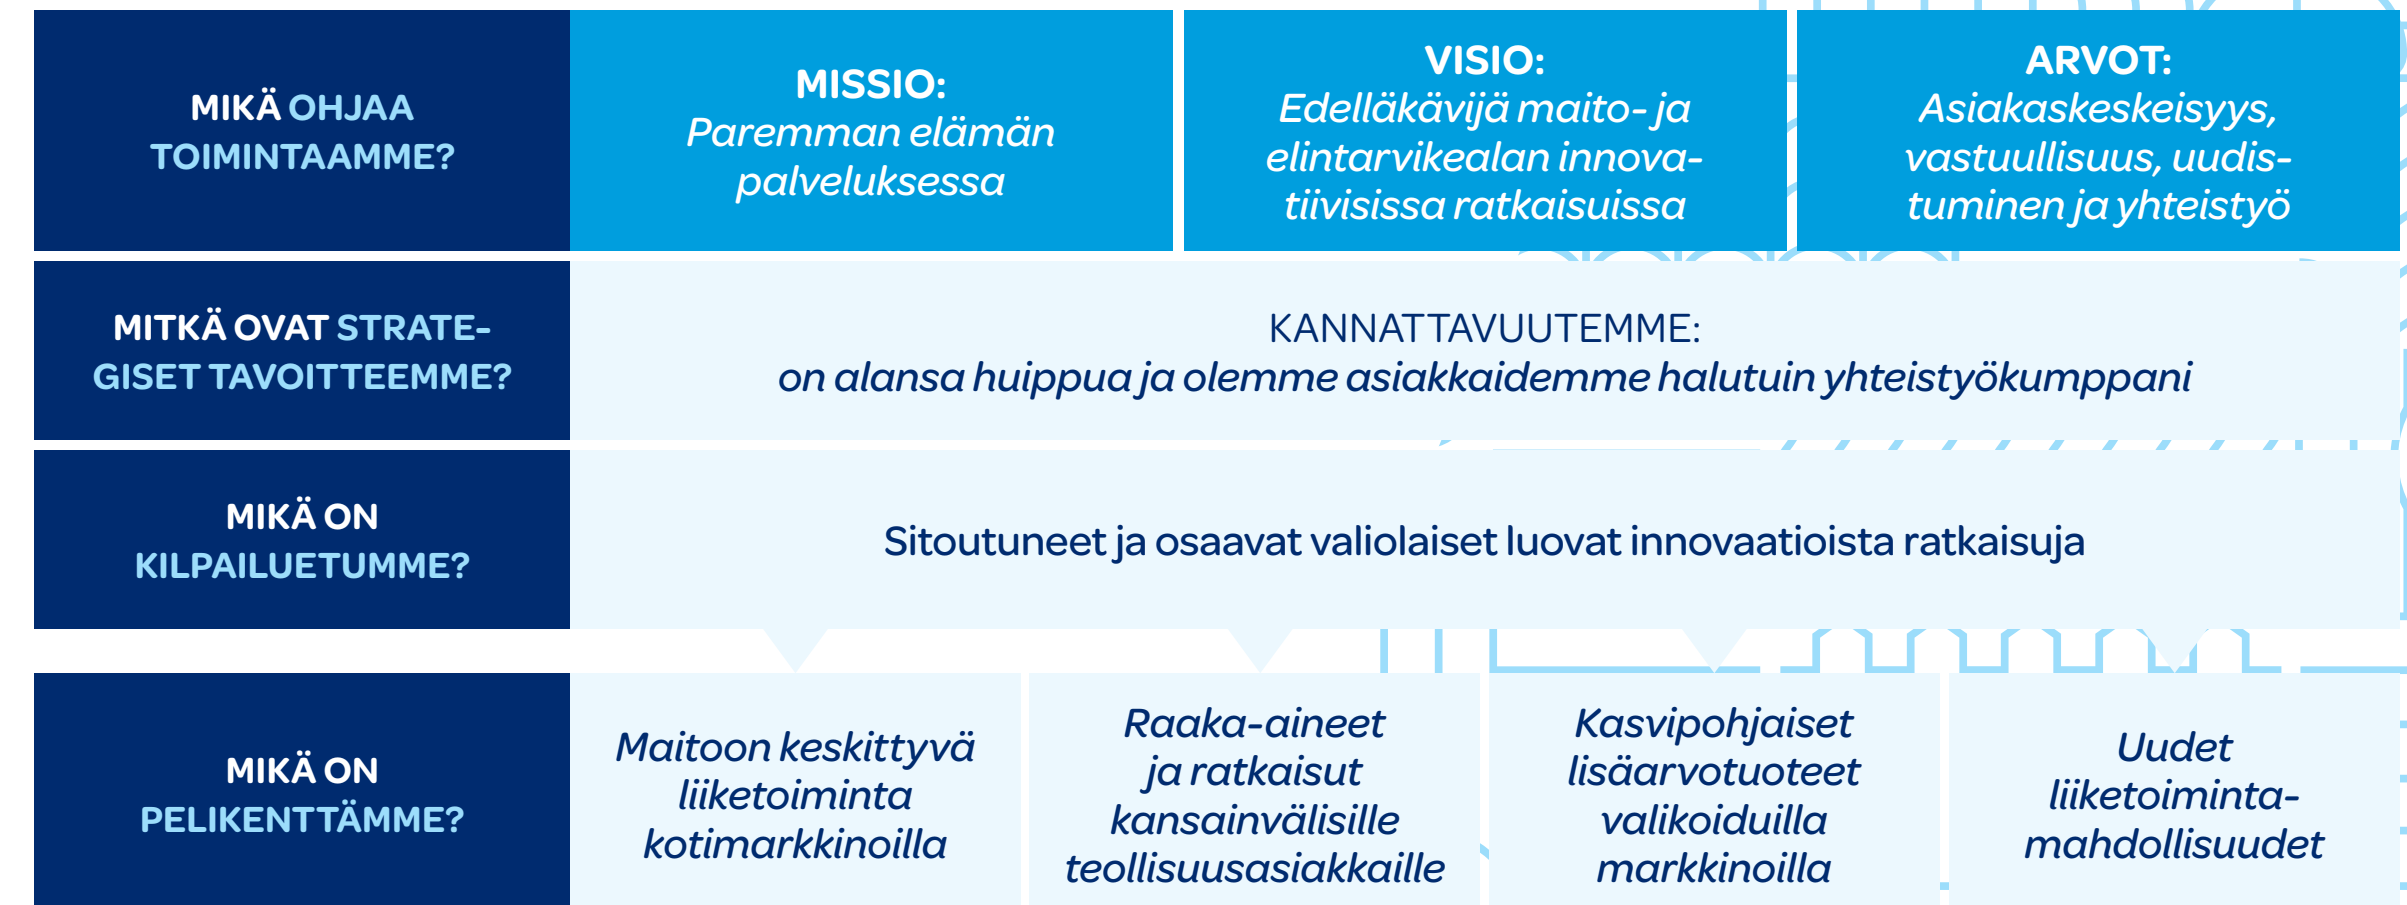 MIKÄ OHJAA
TOIMINTAAMME?
MISSIO:
Paremman elämän
palveluksessa
VISIO:
Edelläkävijä maito- ja
elintarvikealan innova-
tiivisissa ratkaisuissa
ARVOT:
Asiakaskeskeisyys,
vastuullisuus, uudis-
tuminen ja yhteistyö
MITKÄ OVAT STRATE-
GISET TAVOITTEEMME?
KANNATTAVUUTEMME:
on alansa huippua ja olemme asiakkaidemme halutuin yhteistyökumppani
MIKÄ ON
KILPAILUETUMME?
Sitoutuneet ja osaavat valiolaiset luovat innovaatioista ratkaisuja
MIKÄ ON
PELIKENTTÄMME?
Maitoon keskittyvä
liiketoiminta
kotimarkkinoilla
Raaka-aineet
ja ratkaisut
kansainvälisille
teollisuusasiakkaille
Kasvipohjaiset
lisäarvotuoteet
valikoiduilla
markkinoilla
Uudet
liiketoiminta-
mahdollisuudet